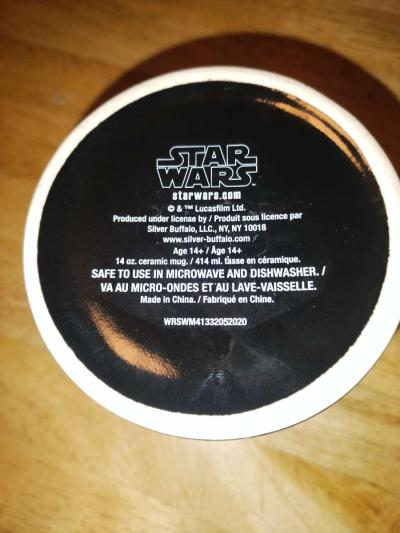 STAR
WARS
starwars.com
© & ™ Lucasfilm Ltd.
Produced under license by / Produit sous licence par
Silver Buffalo, LLC., NY, NY 10018
www.silver-buffalo.com
Age 14+ / Âge 14+
14 oz. ceramic mug. / 414 ml. tasse en céramique.
SAFE TO USE IN MICROWAVE AND DISHWASHER. /
VA AU MICRO-ONDES ET AU LAVE-VAISSELLE.
Made in China. / Fabriqué en Chine.
WRSWM41332052020